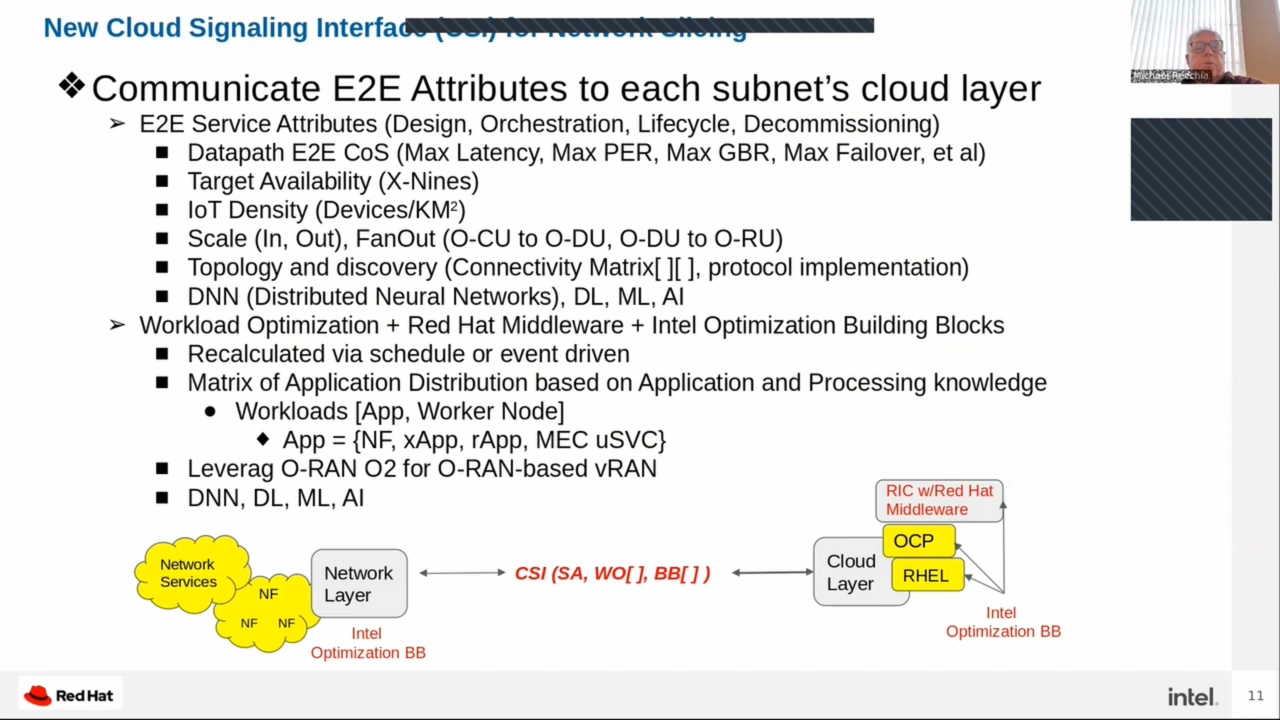 New Cloud Signaling Interface (CSI) for Network Slicing
❖ Communicate E2E Attributes to each subnet’s cloud layer
➢ E2E Service Attributes (Design, Orchestration, Lifecycle, Decommissioning)
■ Datapath E2E CoS (Max Latency, Max PER, Max GBR, Max Failover, et al)
■ Target Availability (X-Nines)
■ IoT Density (Devices/KM²)
■ Scale (In, Out), FanOut (O-CU to O-DU, O-DU to O-RU)
■ Topology and discovery (Connectivity Matrix[ ][ ], protocol implementation)
■ DNN (Distributed Neural Networks), DL, ML, AI
➢ Workload Optimization + Red Hat Middleware + Intel Optimization Building Blocks
■ Recalculated via schedule or event driven
■ Matrix of Application Distribution based on Application and Processing knowledge
● Workloads [App, Worker Node]
◆ App = {NF, xApp, rApp, MEC uSVC}
■ Leverag O-RAN O2 for O-RAN-based vRAN
■ DNN, DL, ML, AI
Network
Services
NF
NF NF
Network
Layer
Intel
Optimization BB
CSI (SA, WO[ ], BB[ ] )
RIC w/Red Hat
Middleware
OCP
RHEL
Cloud
Layer
Intel
Optimization BB
Red Hat
intel.
11